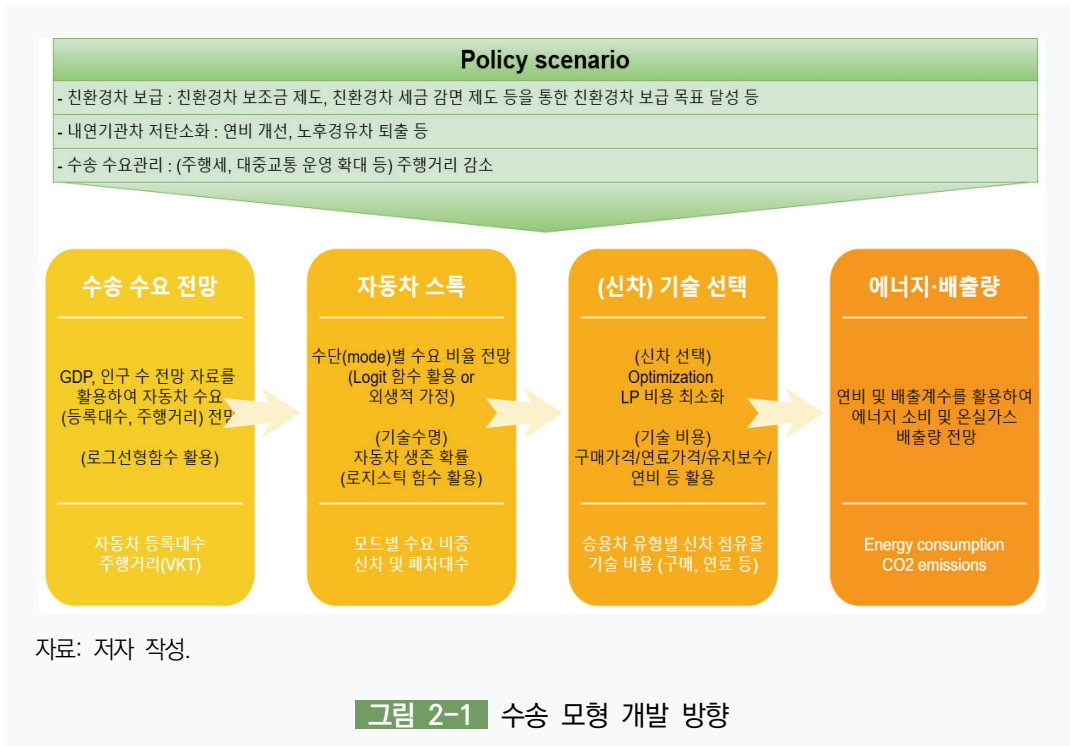 Policy scenario
- 친환경차 보급 : 친환경차 보조금 제도, 친환경차 세금 감면 제도 등을 통한 친환경차 보급 목표 달성 등
- 내연기관차 저탄소화 : 연비 개선, 노후경유차 퇴출 등
- 수송 수요관리 : (주행세, 대중교통 운영 확대 등) 주행거리 감소
수송 수요 전망
GDP, 인구 수 전망 자료를
활용하여 자동차 수요
(등록대수, 주행거리) 전망
(로그선형함수 활용)
자동차 등록대수
주행거리(VKT)
자동차 스톡
수단(mode)별 수요 비율 전망
(Logit 함수 활용 or
외생적 가정)
(기술수명)
자동차 생존 확률
(로지스틱 함수 활용)
모드별 수요 비중
신차 및 폐차대수
(신차) 기술 선택
(신차 선택)
Optimization
LP 비용 최소화
(기술 비용)
구매가격/연료가격/유지보수/
연비 등 활용
승용차 유형별 신차 점유율
기술 비용 (구매, 연료 등)
에너지·배출량
연비 및 배출계수를 활용하여
에너지 소비 및 온실가스
배출량 전망
Energy consumption
CO2 emissions
자료: 저자 작성.
그림 2-1 수송 모형 개발 방향